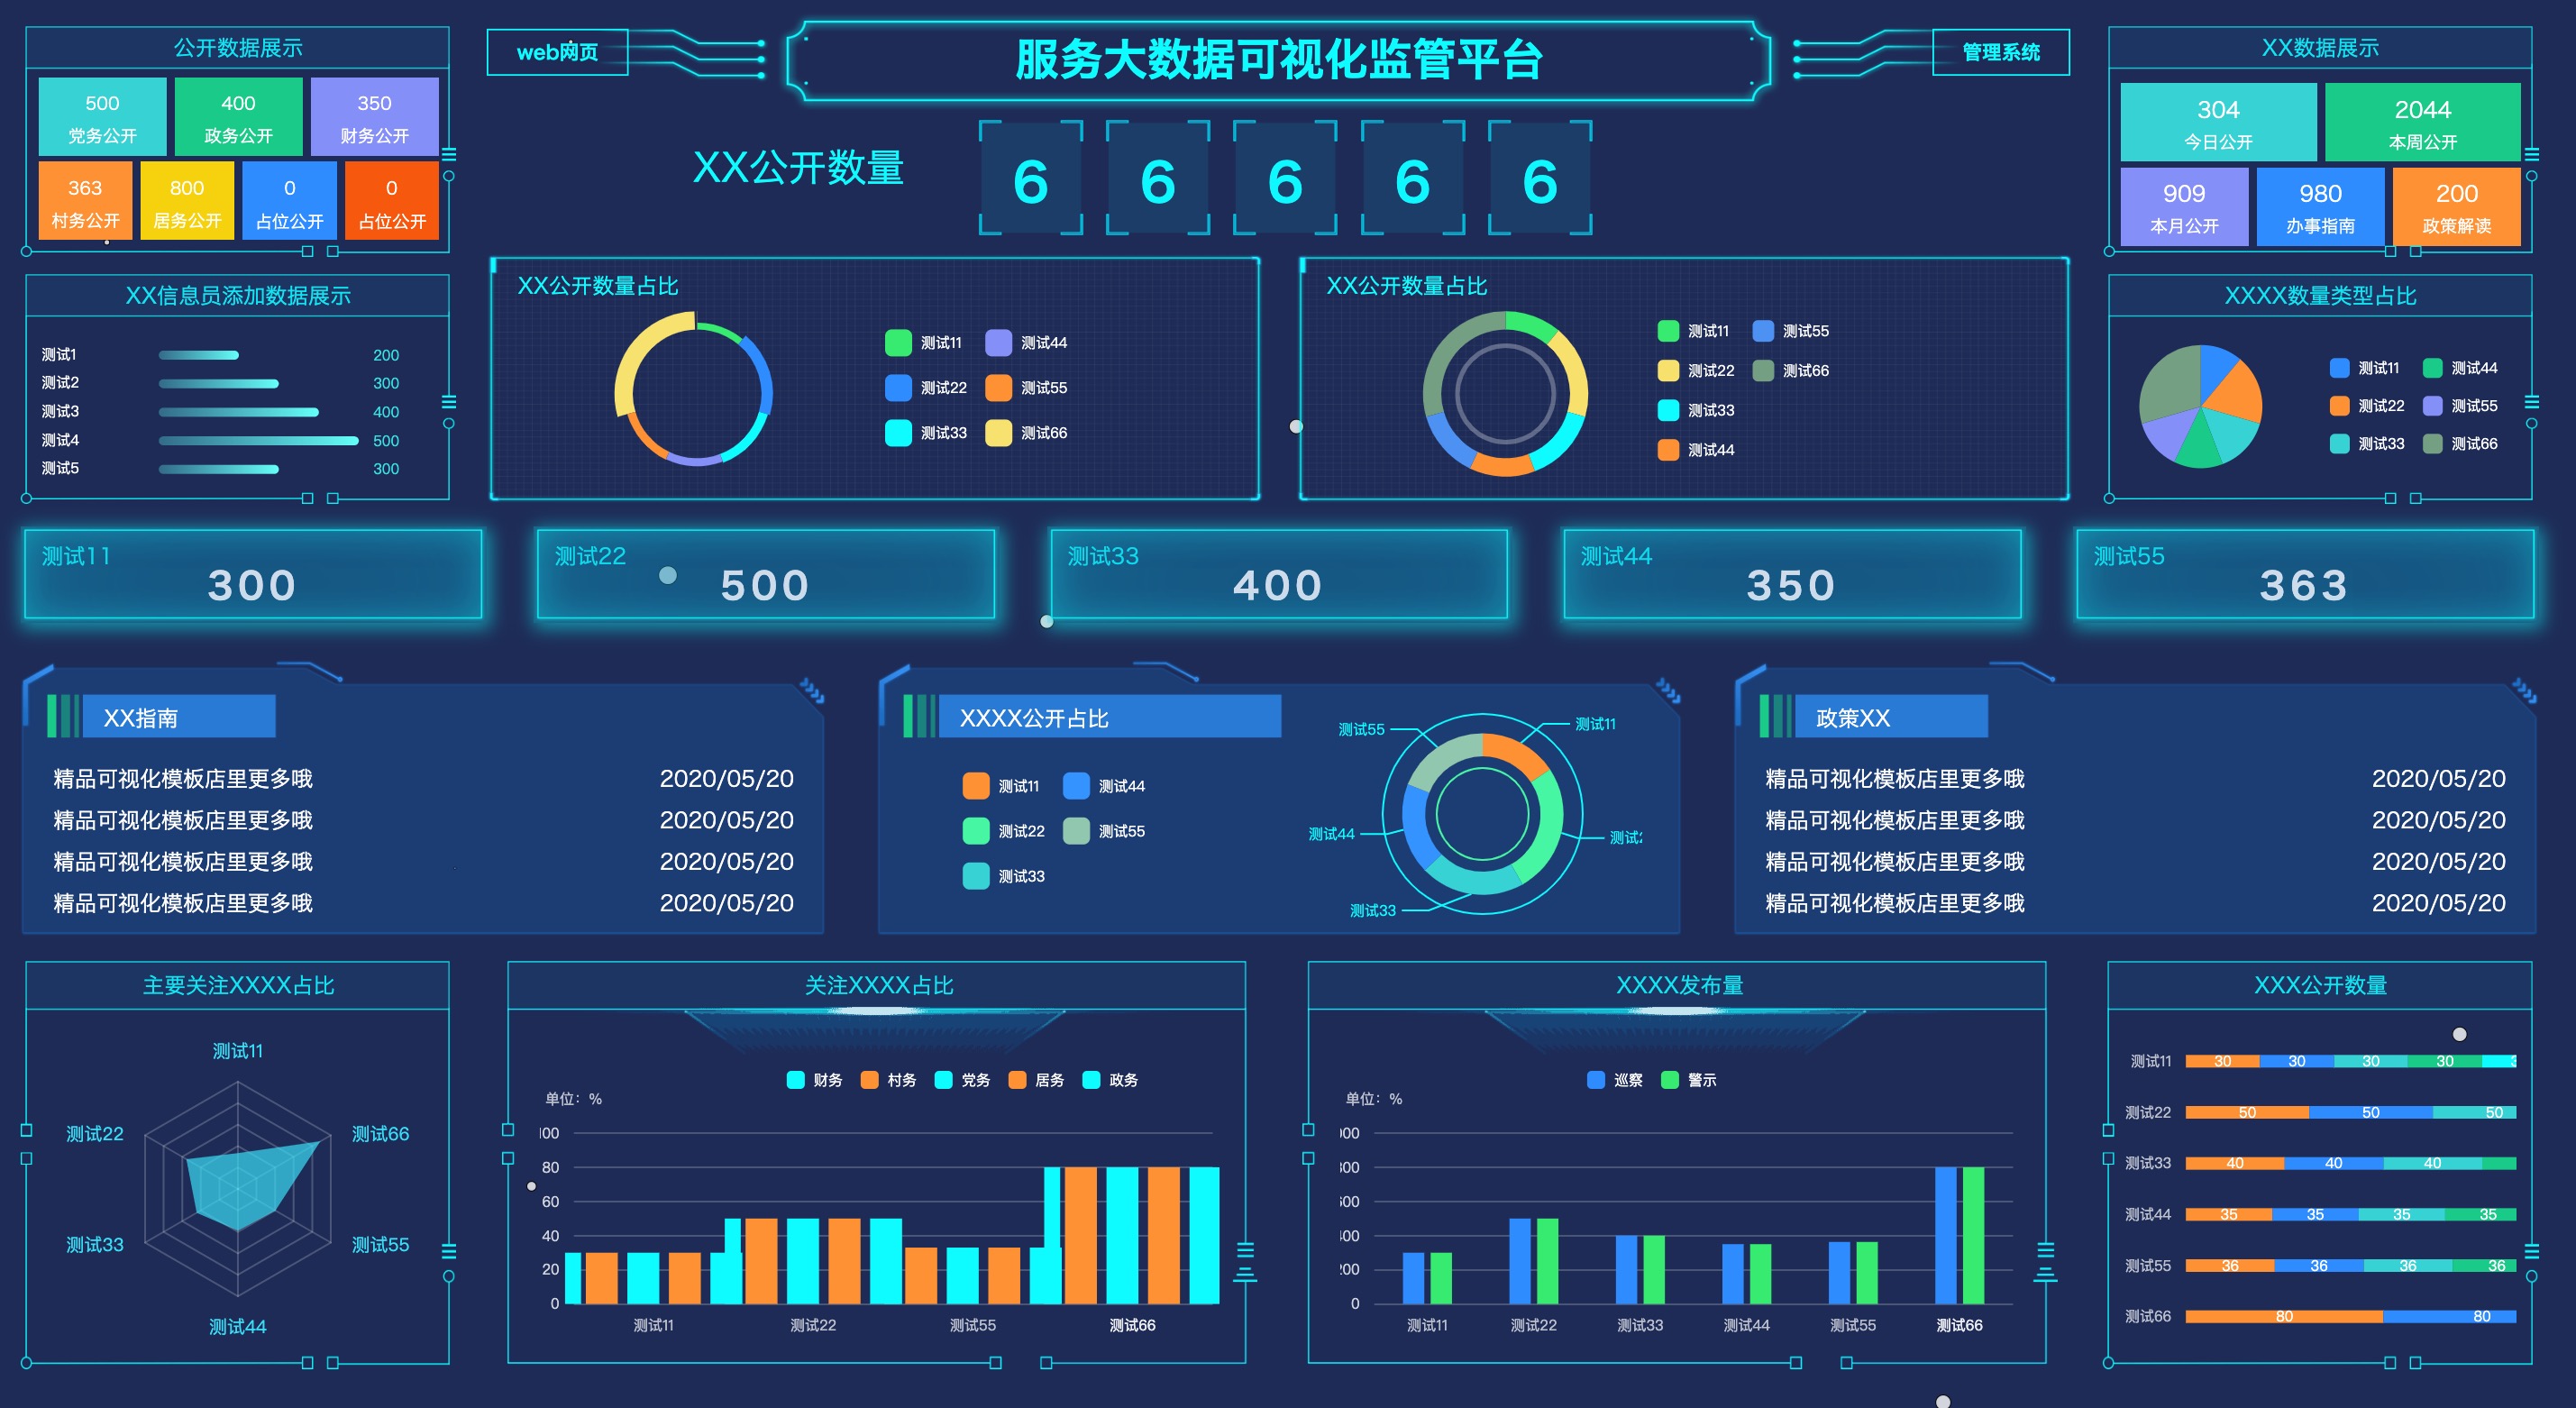 公开数据展示
500
党务公开
400
政务公开
350
财务公开
363
村务公开
800
居务公开
0
占位公开
0
占位公开
web网页
服务大数据可视化监管平台
管理系统
XX公开数量
6 6 6 6 6
XX数据展示
304
今日公开
2044
本周公开
909
本月公开
980
办事指南
200
政策解读
XX信息员添加数据展示
测试1 200
测试2 300
测试3 400
测试4 500
测试5 300
XX公开数量占比
测试11 测试44
测试22 测试55
测试33 测试66
XX公开数量占比
测试11 测试55
测试22 测试66
测试33
测试44
XXXX数量类型占比
测试11 测试44
测试22 测试55
测试33 测试66
测试11
300
测试22
500
测试33
400
测试44
350
测试55
363
XX指南
精品可视化模板店里更多哦 2020/05/20
精品可视化模板店里更多哦 2020/05/20
精品可视化模板店里更多哦 2020/05/20
精品可视化模板店里更多哦 2020/05/20
XXXX公开占比
测试11 测试44
测试22 测试55
测试33
测试55
测试11
测试44
测试
测试33
政策XX
精品可视化模板店里更多哦 2020/05/20
精品可视化模板店里更多哦 2020/05/20
精品可视化模板店里更多哦 2020/05/20
精品可视化模板店里更多哦 2020/05/20
主要关注XXXX占比
测试11
测试22
测试66
测试33
测试55
测试44
关注XXXX占比
财务 村务 党务 居务 政务
单位：%
100
80
60
40
20
0
测试11 测试22 测试55 测试66
XXXX发布量
巡察 警示
单位：%
000
800
600
400
200
0
测试11 测试22 测试33 测试44 测试55 测试66
XXX公开数量
测试11 30 30 30 30
测试22 50 50 50
测试33 40 40 40
测试44 35 35 35 35
测试55 36 36 36 36
测试66 80 80